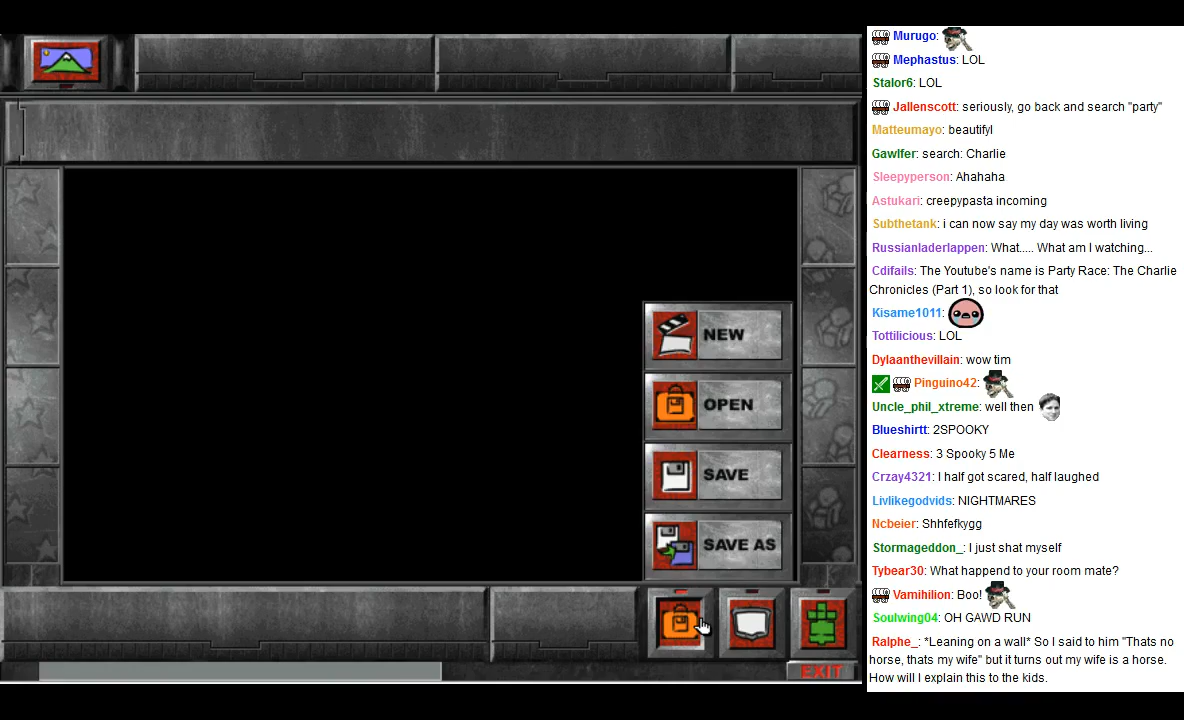 NEW
OPEN
SAVE
SAVE AS
EXIT
Murugo:
Mephastus: LOL
Stalor6: LOL
Jallenscott: seriously, go back and search "party"
Matteumayo: beautifyl
Gawlfer: search: Charlie
Sleepyperson: Ahahaha
Astukari: creepypasta incoming
Subthetank: i can now say my day was worth living
Russianladerlappen: What..... What am I watching...
Cdifails: The Youtube's name is Party Race: The Charlie
Chronicles (Part 1), so look for that
Kisame1011:
Tottilicious: LOL
Dylaanthevillain: wow tim
Pinguino42:
Uncle_phil_xtreme: well then
Blueshirtt: 2SPOOKY
Clearness: 3 Spooky 5 Me
Crzay4321: I half got scared, half laughed
Livlikegodvids: NIGHTMARES
Ncbeier: Shhfefkygg
Stormageddon_: I just shat myself
Tybear30: What happend to your room mate?
Vamihilion: Boo!
Soulwing04: OH GAWD RUN
Ralphe_: *Leaning on a wall* So I said to him "Thats no
horse, thats my wife" but it turns out my wife is a horse.
How will I explain this to the kids.